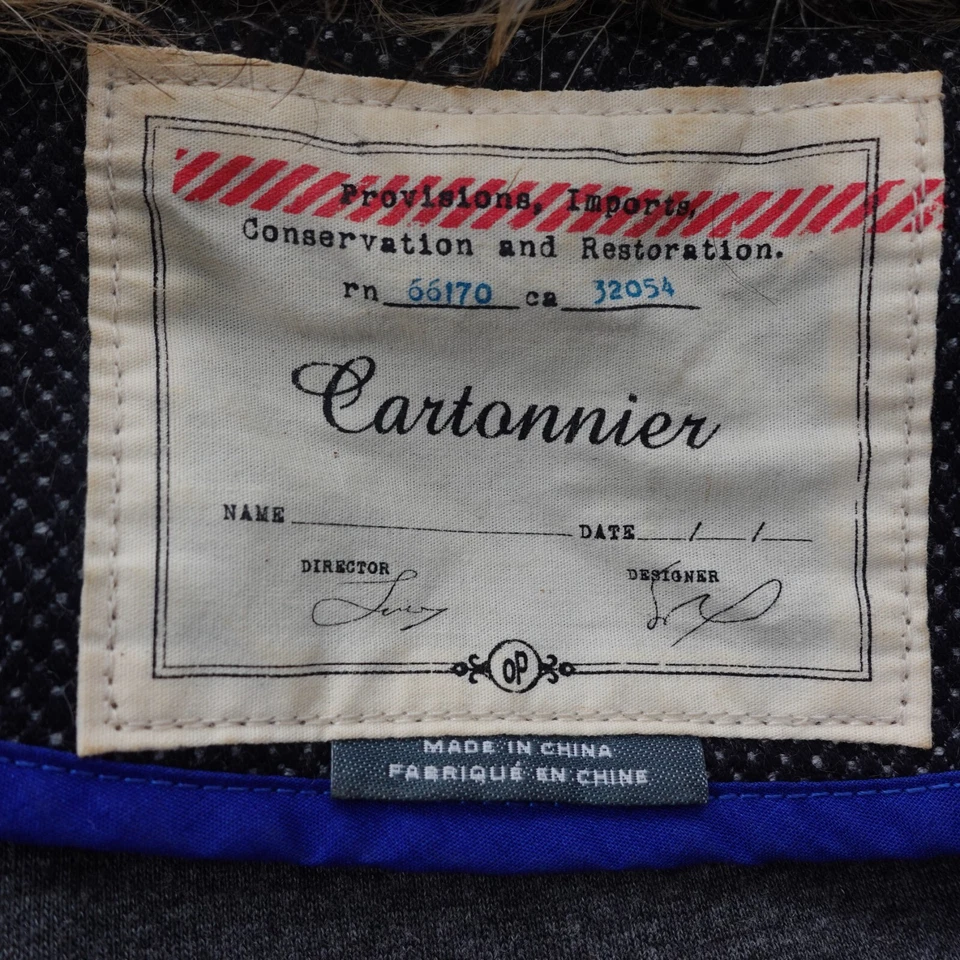 Provisions, Imports,
Conservation and Restoration.
rn 66170 ca 32054
Cartonnier
NAME DATE / /
DIRECTOR DESIGNER
OP
MADE IN CHINA
FABRIQUÉ EN CHINE